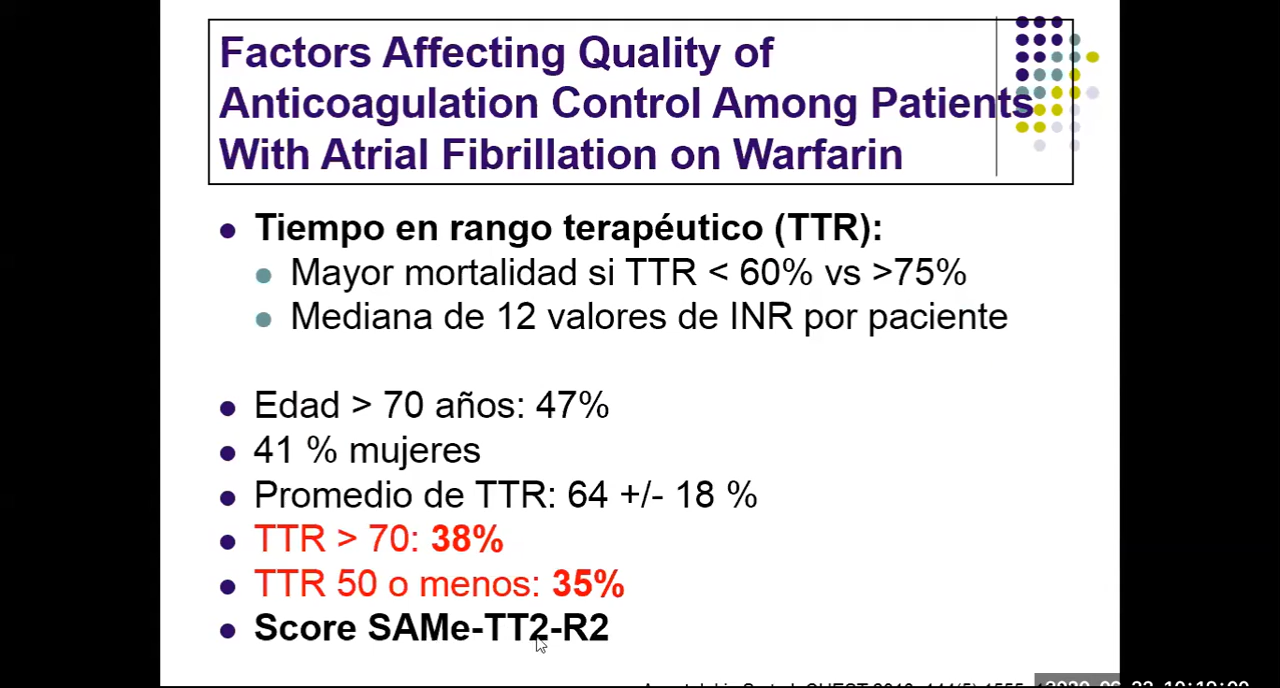 Factors Affecting Quality of
Anticoagulation Control Among Patients
With Atrial Fibrillation on Warfarin
Tiempo en rango terapéutico (TTR):
Mayor mortalidad si TTR < 60% vs >75%
Mediana de 12 valores de INR por paciente
Edad > 70 años: 47%
41 % mujeres
Promedio de TTR: 64 +/- 18 %
TTR > 70: 38%
TTR 50 o menos: 35%
Score SAMe-TT2-R2